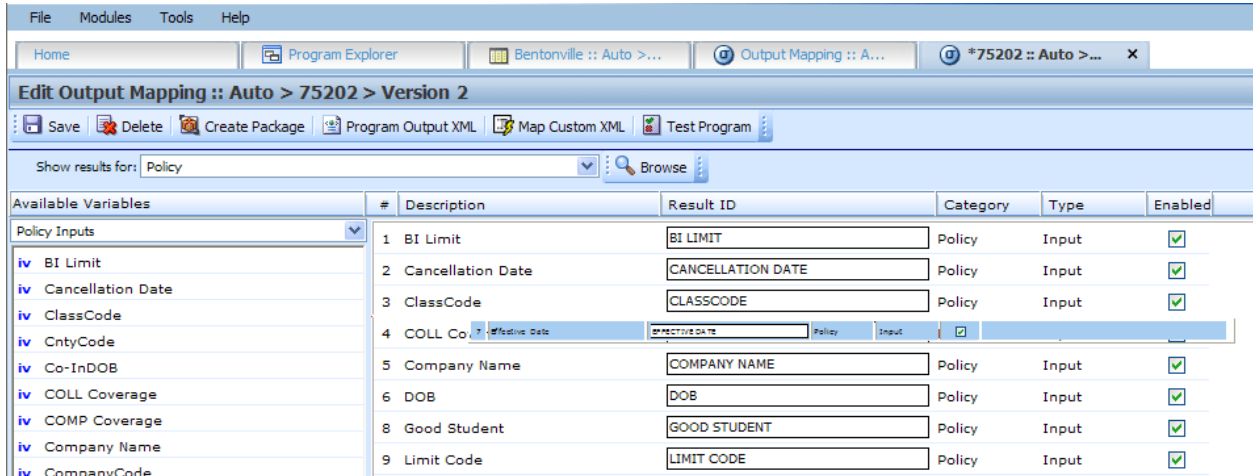 File Modules Tools Help
Home Program Explorer Bentonville :: Auto >... Output Mapping :: A... *75202 :: Auto >... x
Edit Output Mapping :: Auto > 75202 > Version 2
Save Delete Create Package Program Output XML Map Custom XML Test Program
Show results for: Policy Browse
Available Variables # Description Result ID Category Type Enabled
Policy Inputs
iv BI Limit
iv Cancellation Date
iv ClassCode
iv CntyCode
iv Co-InDOB
iv COLL Coverage
iv COMP Coverage
iv Company Name
iv CompanyCode
1 BI Limit BI LIMIT Policy Input
2 Cancellation Date CANCELLATION DATE Policy Input
3 ClassCode CLASSCODE Policy Input
4 COLL Co
7 Effective Date EFFECTIVE DATE Policy Input
5 Company Name COMPANY NAME Policy Input
6 DOB DOB Policy Input
8 Good Student GOOD STUDENT Policy Input
9 Limit Code LIMIT CODE Policy Input